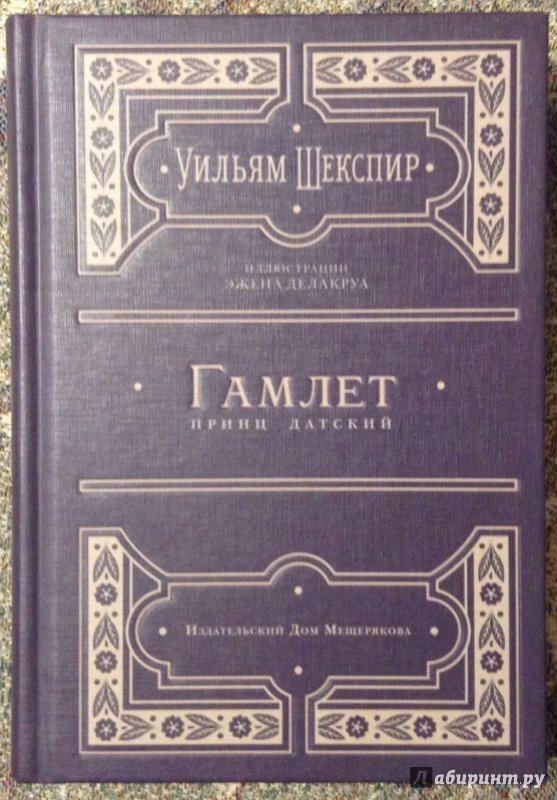 Уильям Шекспир
иллюстрации
Эжена Делакруа
Гамлет
принц датский
Издательский Дом Мещерякова
Лабиринт.ру